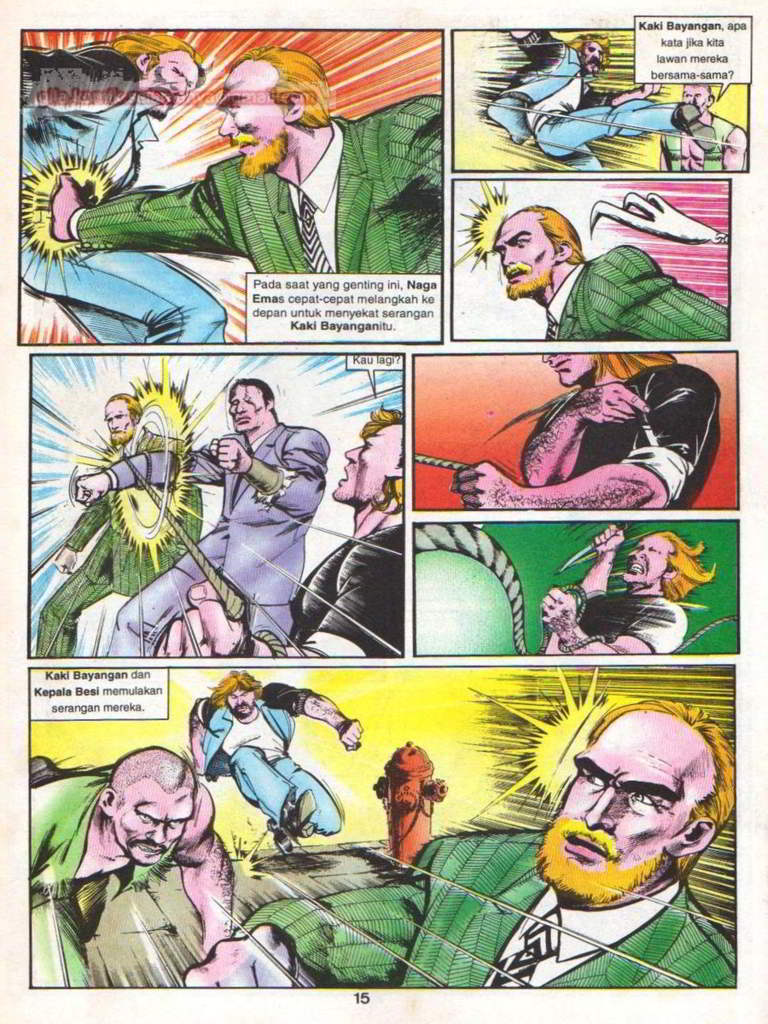 Kaki Bayangan, apa
kata jika kita
lawan mereka
bersama-sama?
Pada saat yang genting ini, Naga
Emas cepat-cepat melangkah ke
depan untuk menyekat serangan
Kaki Bayanganitu.
Kau lagi?
Kaki Bayangan dan
Kepala Besi memulakan
serangan mereka.
15